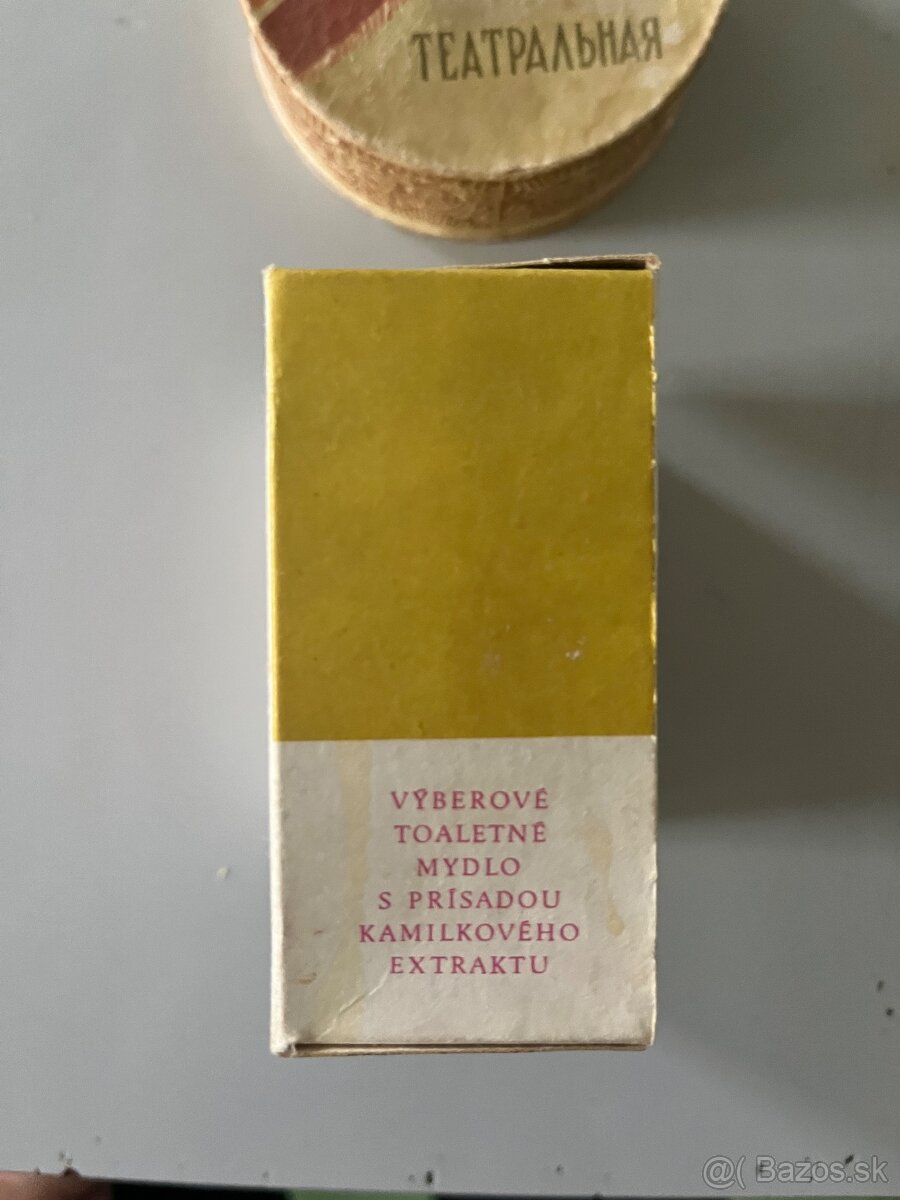 ТЕАТРАЛЬНАЯ
VÝBEROVÉ
TOALETNÉ
MYDLO
S PRÍSADOU
KAMILKOVÉHO
EXTRAKTU
@( Bazos.sk